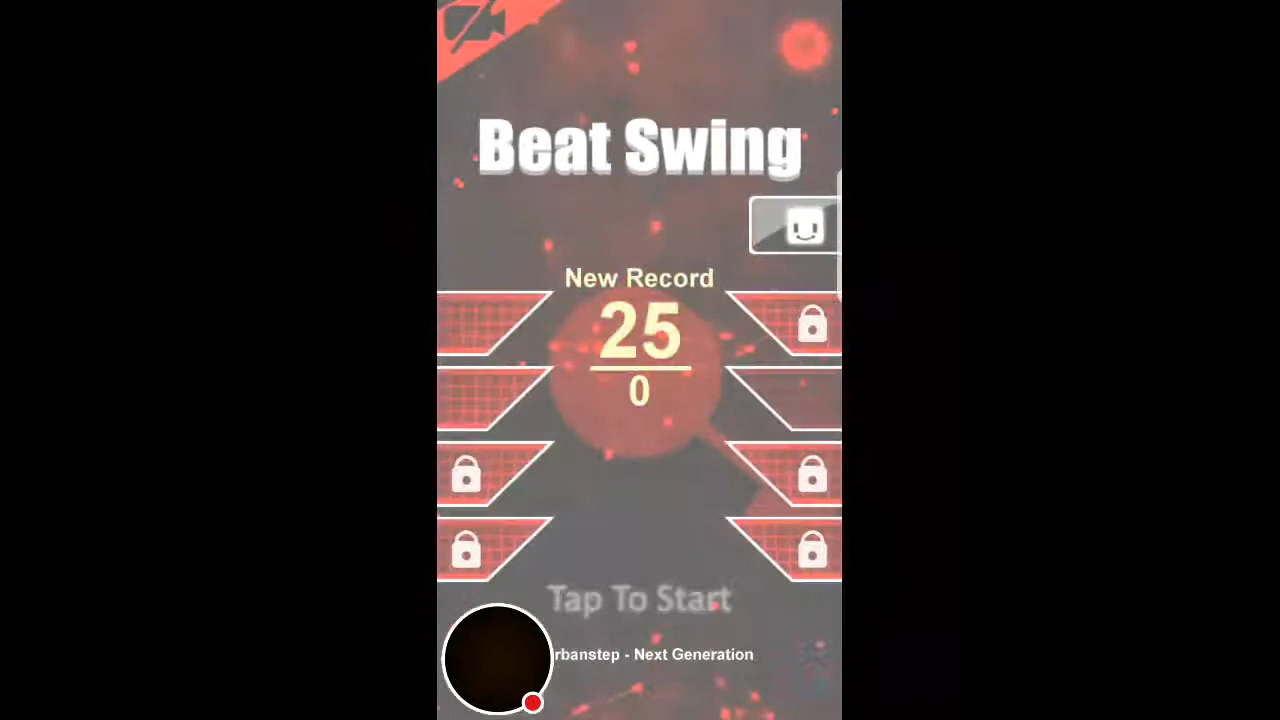 Beat Swing
New Record
25
0
Tap To Start
rbanstep - Next Generation